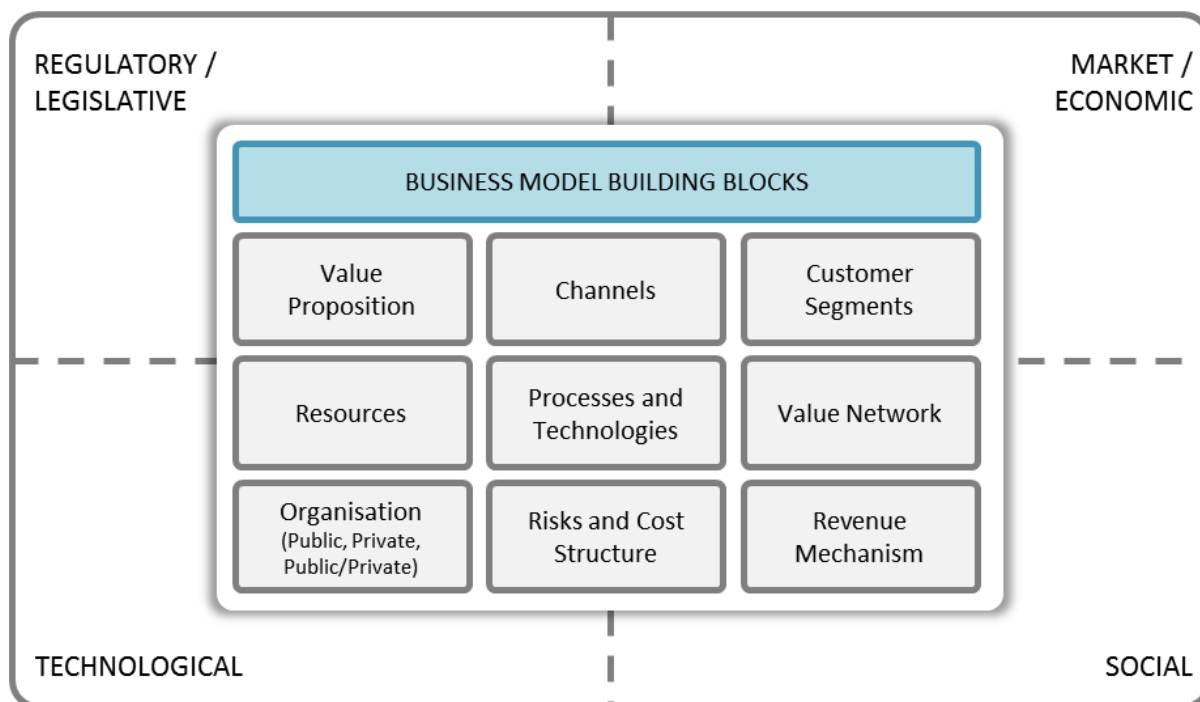 REGULATORY /
LEGISLATIVE
MARKET /
ECONOMIC
BUSINESS MODEL BUILDING BLOCKS
Value
Proposition
Channels
Customer
Segments
Resources
Processes and
Technologies
Value Network
Organisation
(Public, Private,
Public/Private)
Risks and Cost
Structure
Revenue
Mechanism
TECHNOLOGICAL
SOCIAL